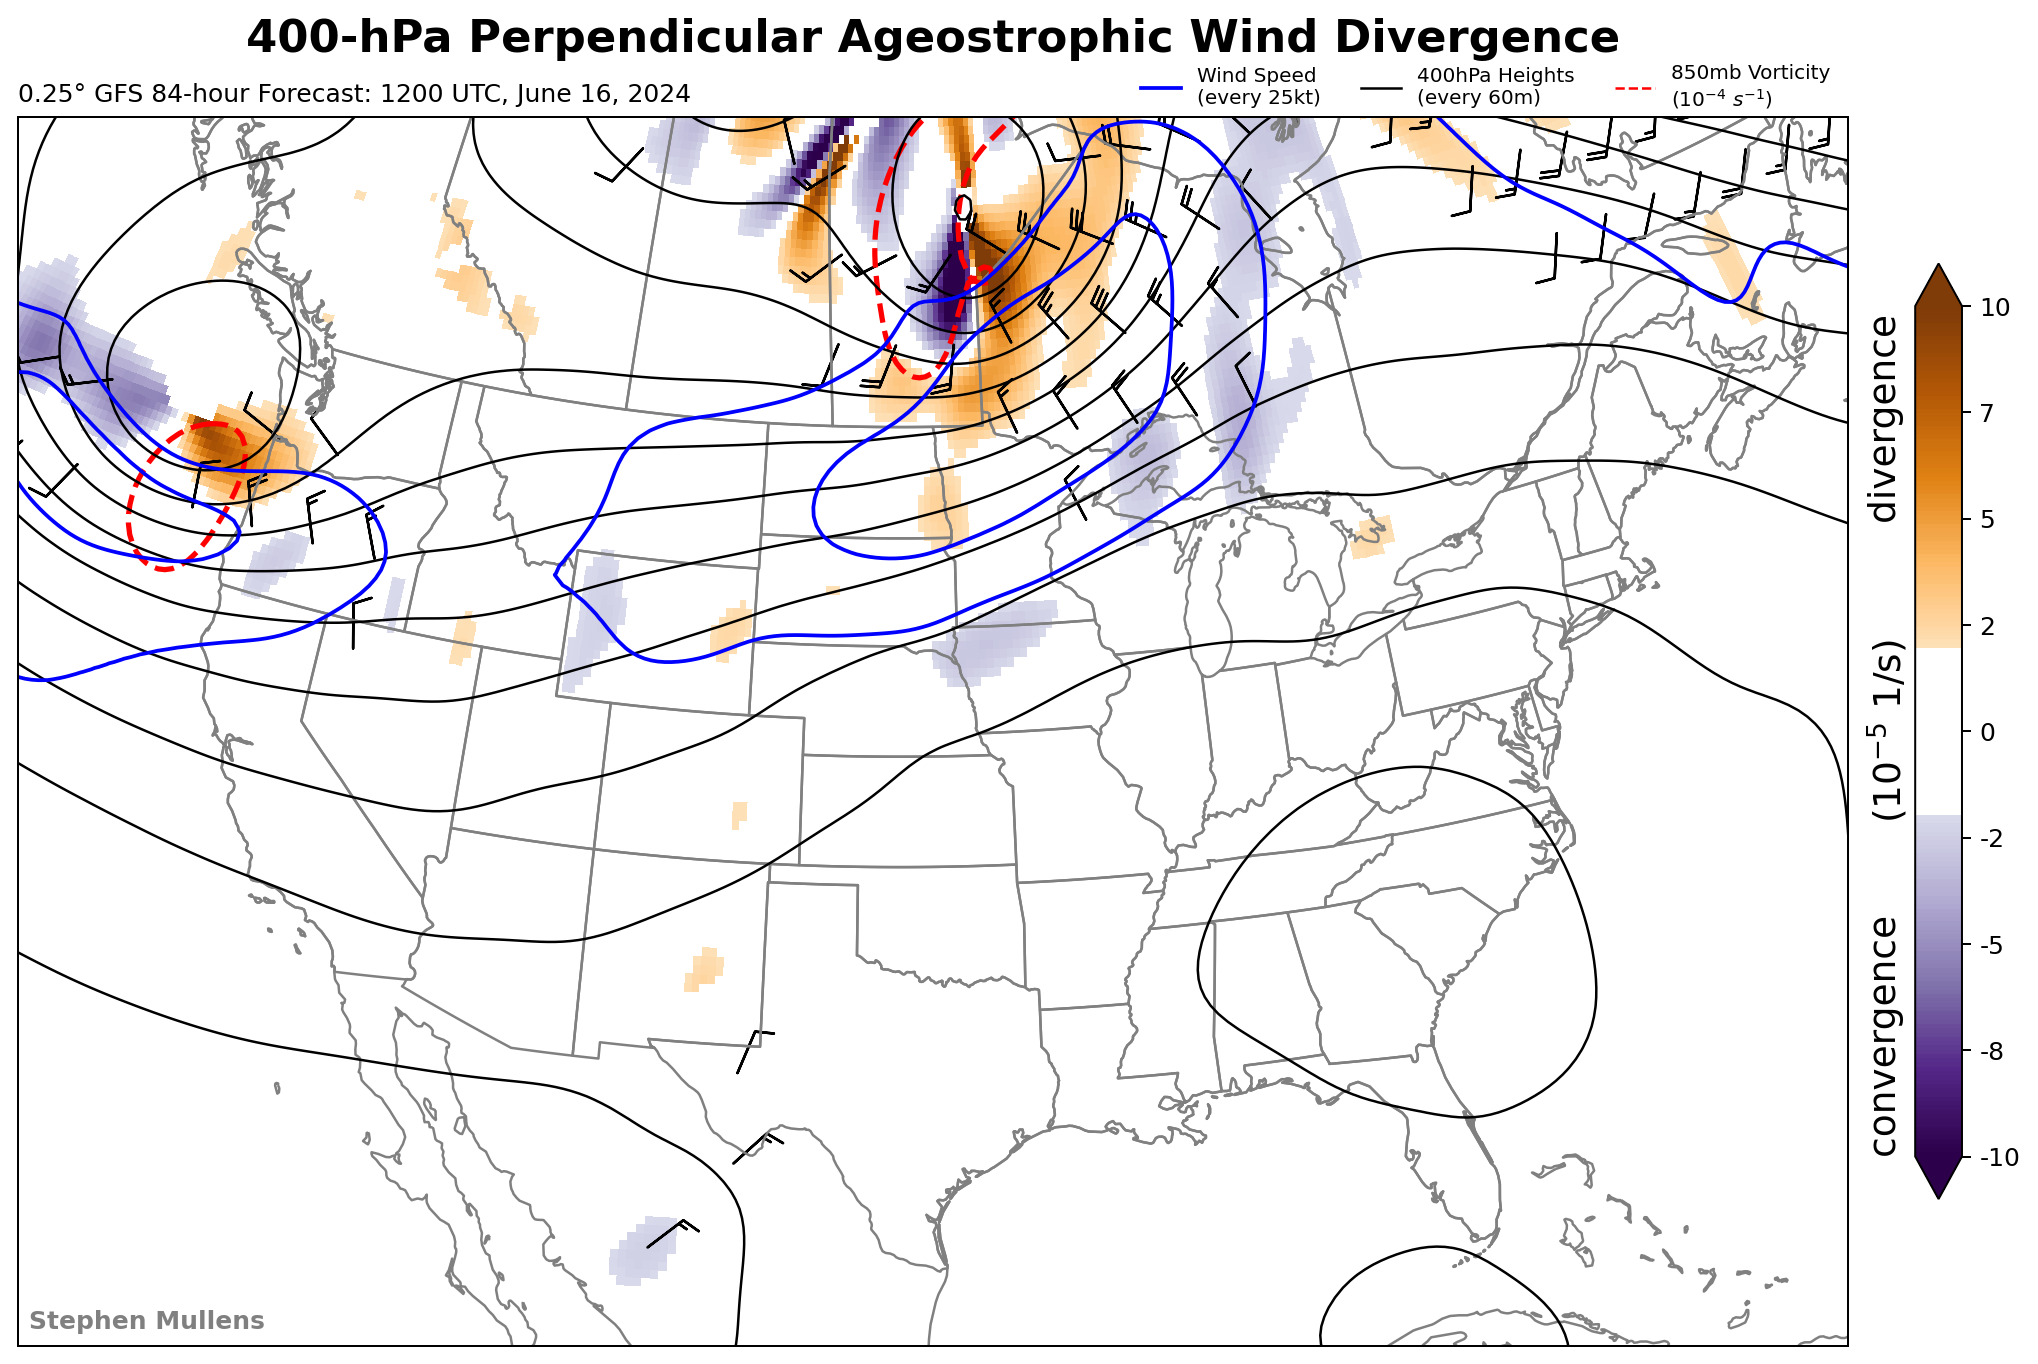 400-hPa Perpendicular Ageostrophic Wind Divergence
0.25° GFS 84-hour Forecast: 1200 UTC, June 16, 2024
Wind Speed
(every 25kt)
400hPa Heights
(every 60m)
850mb Vorticity
(10⁻⁴ s⁻¹)
10
7
5
2
0
-2
-5
-8
-10
convergence (10⁻⁵ 1/s) divergence
Stephen Mullens